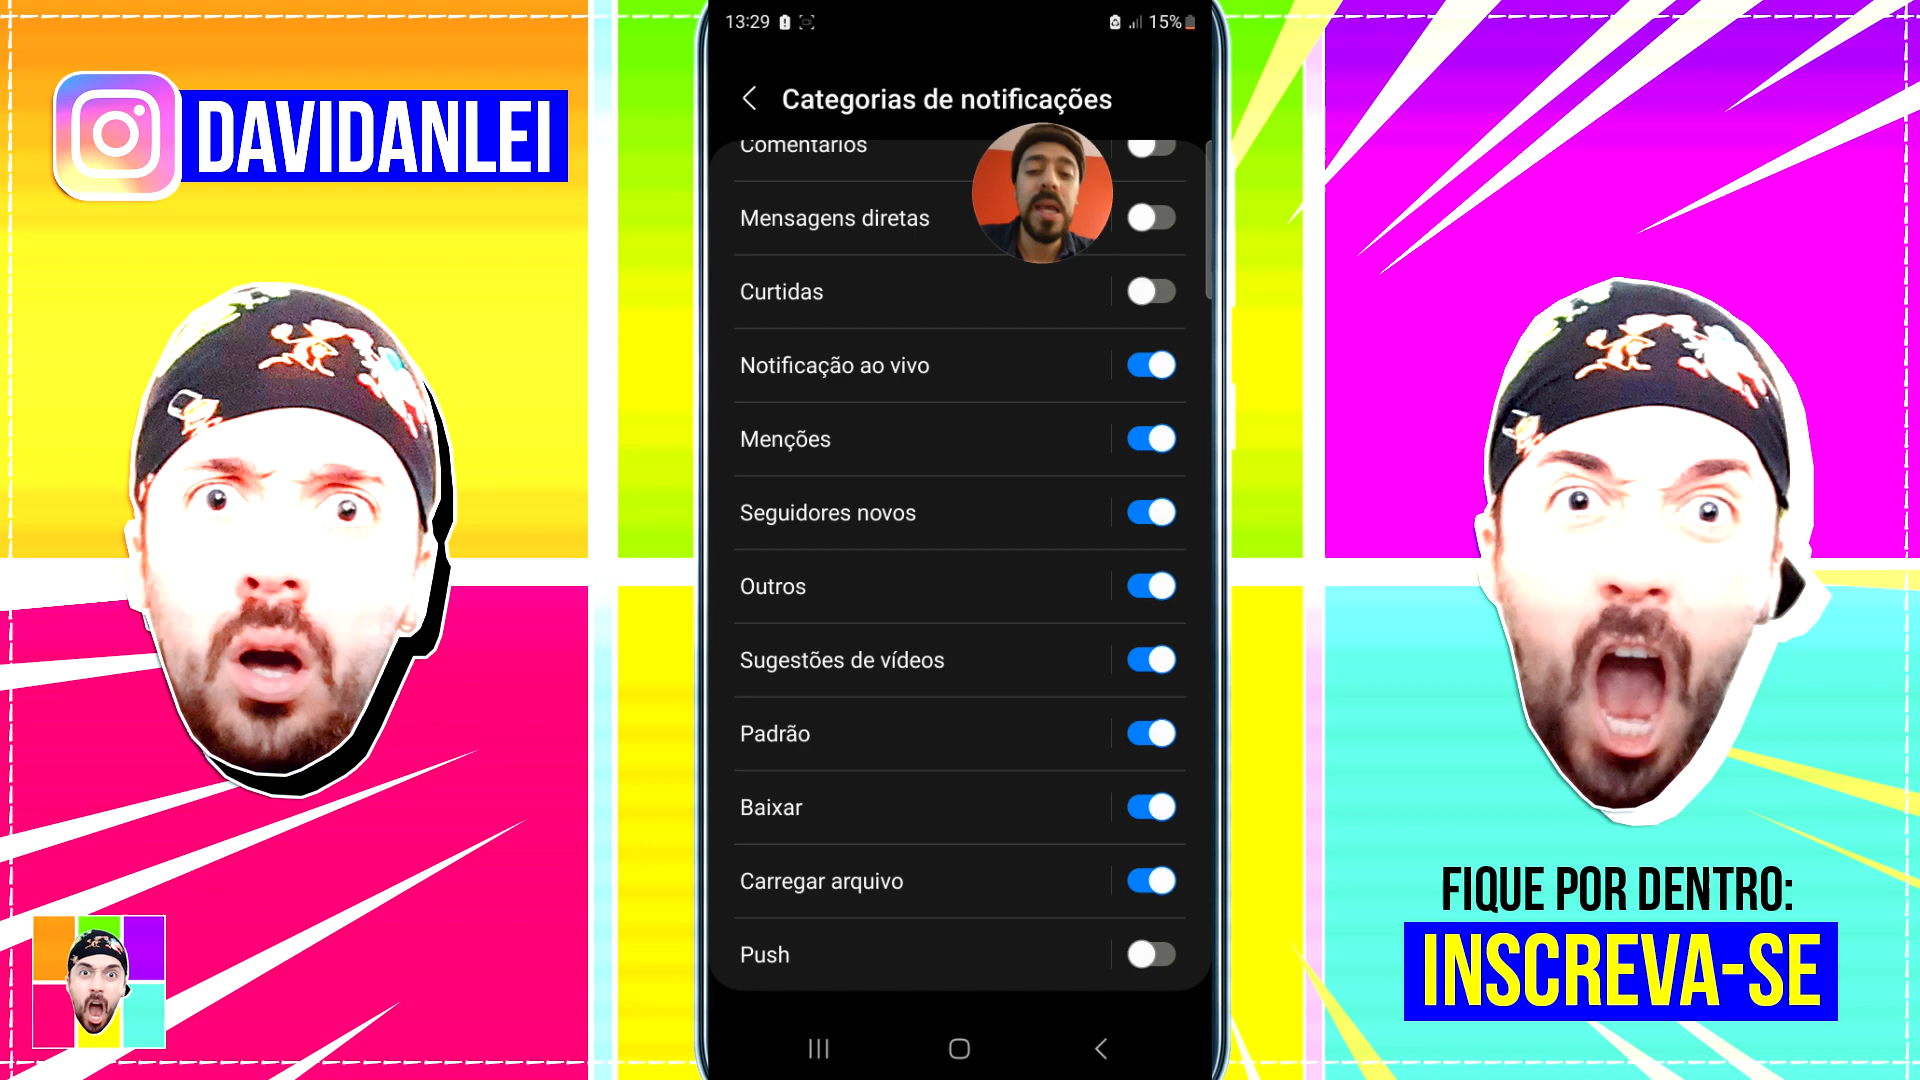 13:29
15%
DAVIDANLEI
Categorias de notificações
Comentários
Mensagens diretas
Curtidas
Notificação ao vivo
Menções
Seguidores novos
Outros
Sugestões de vídeos
Padrão
Baixar
Carregar arquivo
Push
FIQUE POR DENTRO:
INSCREVA-SE